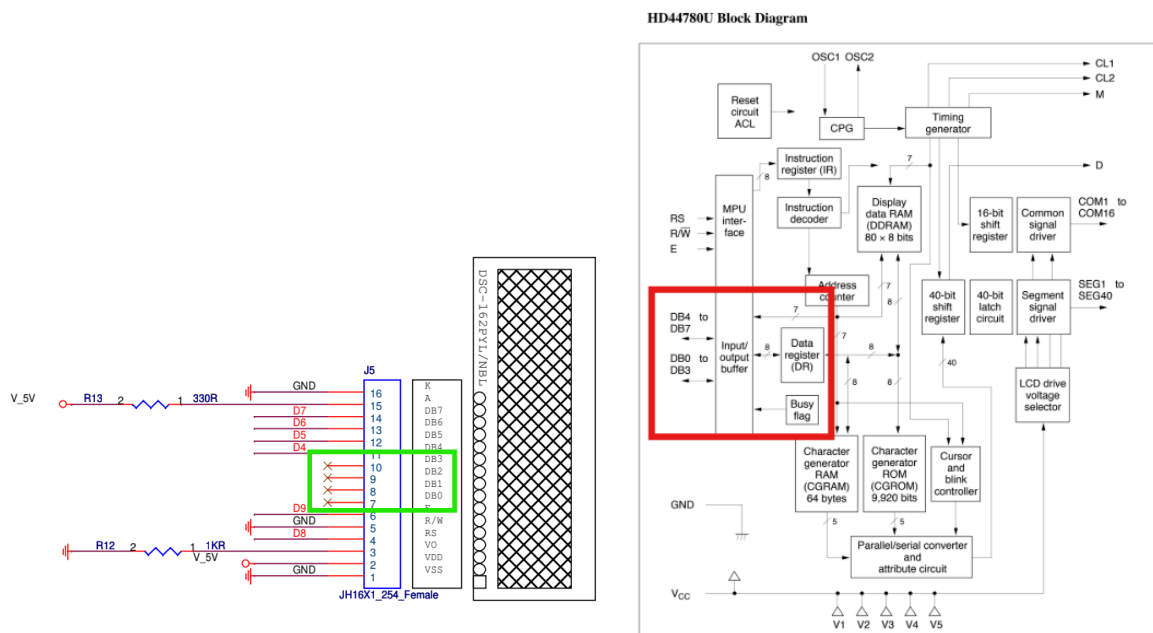 HD44780U Block Diagram
DSC-162PYL/NBL
J5
GND
16
K
V_5V
R13
2
1
330R
15
A
D7
14
DB7
D6
13
DB6
D5
12
DB5
D4
11
DB4
10
DB3
9
DB2
8
DB1
7
DB0
D9
6
E
GND
5
R/W
D8
4
RS
R12
2
1
1KR
3
VO
V_5V
2
VDD
GND
1
VSS
JH16X1_254_Female
OSC1
OSC2
CL1
CL2
M
Reset
circuit
ACL
CPG
Timing
generator
8
Instruction
register (IR)
7
D
MPU
inter-
face
Instruction
decoder
Display
data RAM
(DDRAM)
80 × 8 bits
16-bit
shift
register
Common
signal
driver
COM1 to
COM16
RS
R/W
E
Address
counter
7
8
40-bit
shift
register
40-bit
latch
circuit
Segment
signal
driver
SEG1 to
SEG40
DB4 to
DB7
7
7
Input/
output
buffer
8
Data
register
(DR)
8
DB0 to
DB3
8
8
40
LCD drive
voltage
selector
Busy
flag
Character
generator
RAM
(CGRAM)
64 bytes
Character
generator
ROM
(CGROM)
9,920 bits
Cursor
and
blink
controller
GND
5
5
Parallel/serial converter
and
attribute circuit
VCC
V1
V2
V3
V4
V5